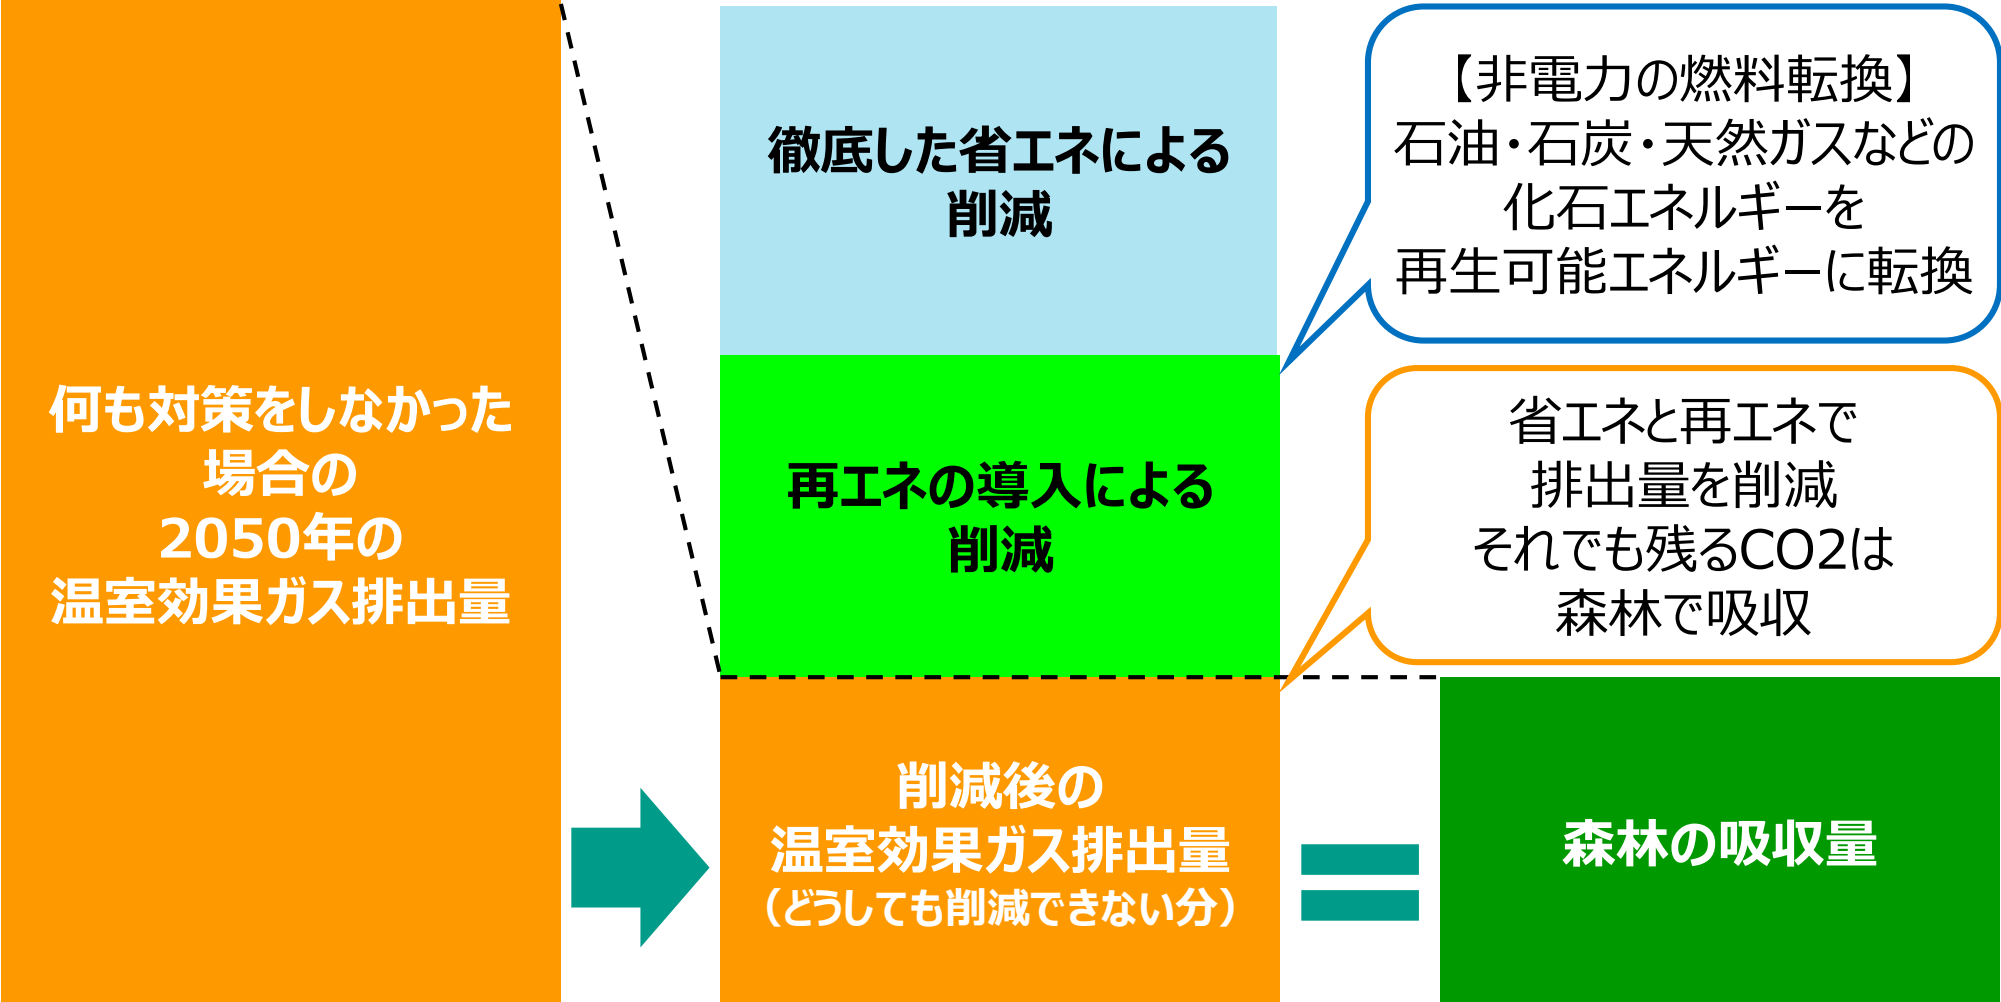 何も対策をしなかった
場合の
2050年の
温室効果ガス排出量
徹底した省エネによる
削減
再エネの導入による
削減
削減後の
温室効果ガス排出量
（どうしても削減できない分）
【非電力の燃料転換】
石油・石炭・天然ガスなどの
化石エネルギーを
再生可能エネルギーに転換
省エネと再エネで
排出量を削減
それでも残るCO2は
森林で吸収
森林の吸収量